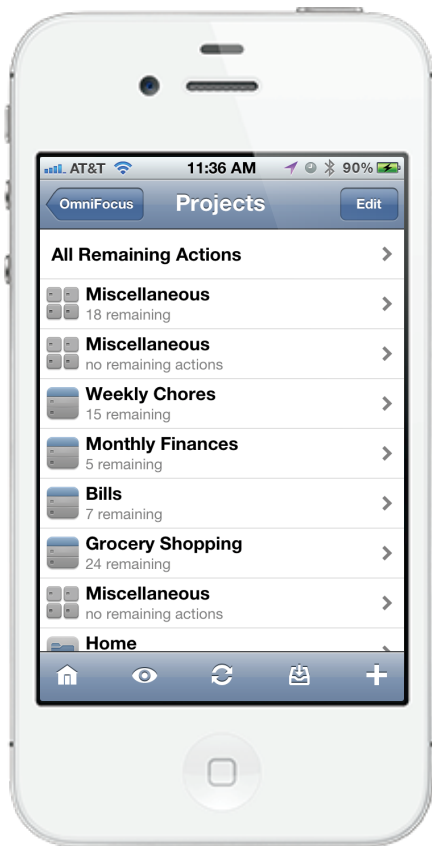 AT&T 11:36 AM 90%
OmniFocus Projects Edit
All Remaining Actions
Miscellaneous
18 remaining
Miscellaneous
no remaining actions
Weekly Chores
15 remaining
Monthly Finances
5 remaining
Bills
7 remaining
Grocery Shopping
24 remaining
Miscellaneous
no remaining actions
Home